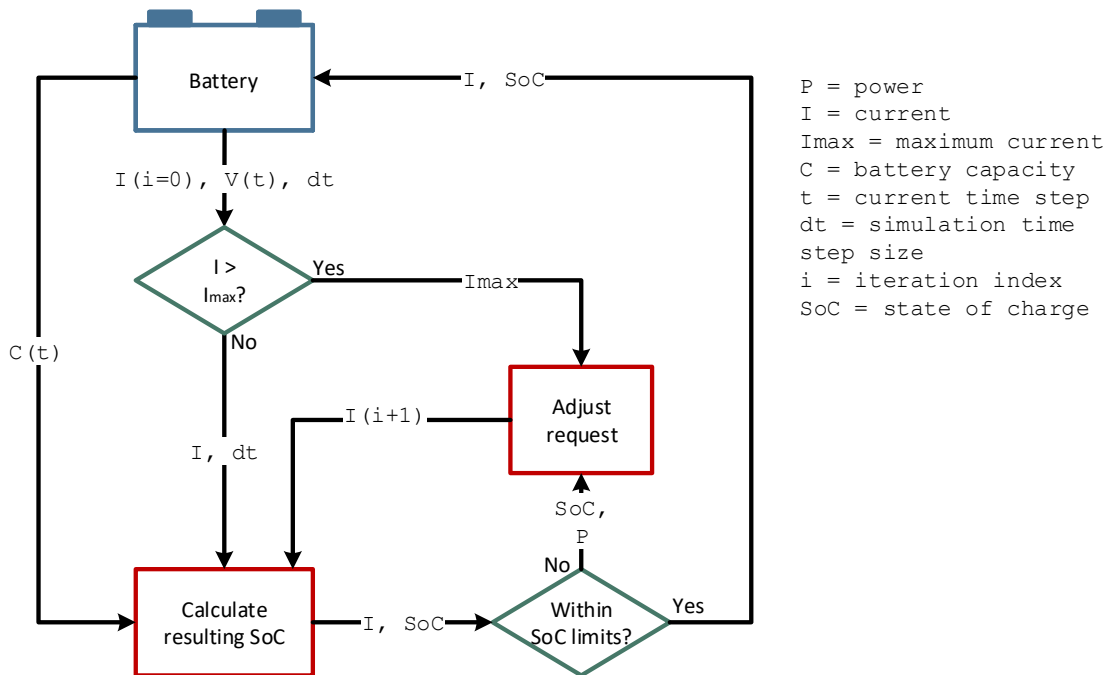 Battery
I, SoC
I(i=0), V(t), dt
I >
Imax?
Yes
Imax
No
C(t)
Adjust
request
I(i+1)
I, dt
SoC,
P
No
Calculate
resulting SoC
I, SoC
Within
SoC limits?
Yes
P = power
I = current
Imax = maximum current
C = battery capacity
t = current time step
dt = simulation time
step size
i = iteration index
SoC = state of charge